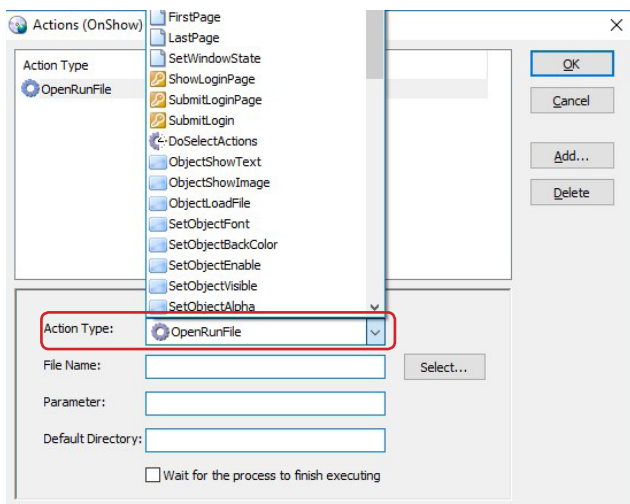 Actions (OnShow)
FirstPage
LastPage
SetWindowState
ShowLoginPage
SubmitLoginPage
SubmitLogin
DoSelectActions
ObjectShowText
ObjectShowImage
ObjectLoadFile
SetObjectFont
SetObjectBackColor
SetObjectEnable
SetObjectVisible
SetObjectAlpha
Action Type
OpenRunFile
OK
Cancel
Add...
Delete
Action Type: OpenRunFile
File Name: Select...
Parameter:
Default Directory:
Wait for the process to finish executing